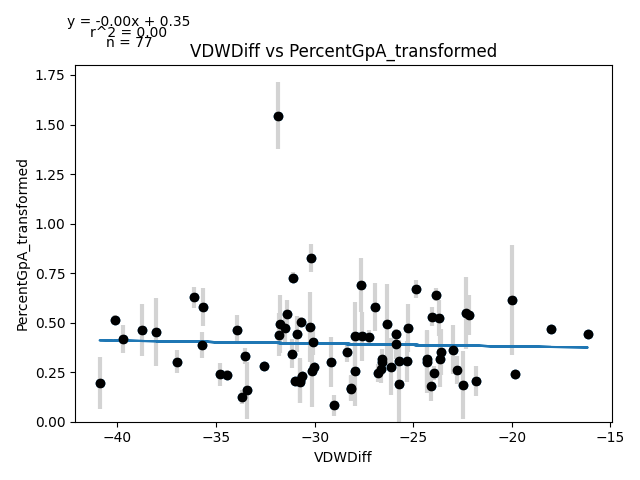 y = -0.00x + 0.35
r^2 = 0.00
n = 77
VDWDiff vs PercentGpA_transformed
1.75
1.50
1.25
1.00
0.75
0.50
0.25
0.00
PercentGpA_transformed
−40
−35
−30
−25
−20
−15
VDWDiff